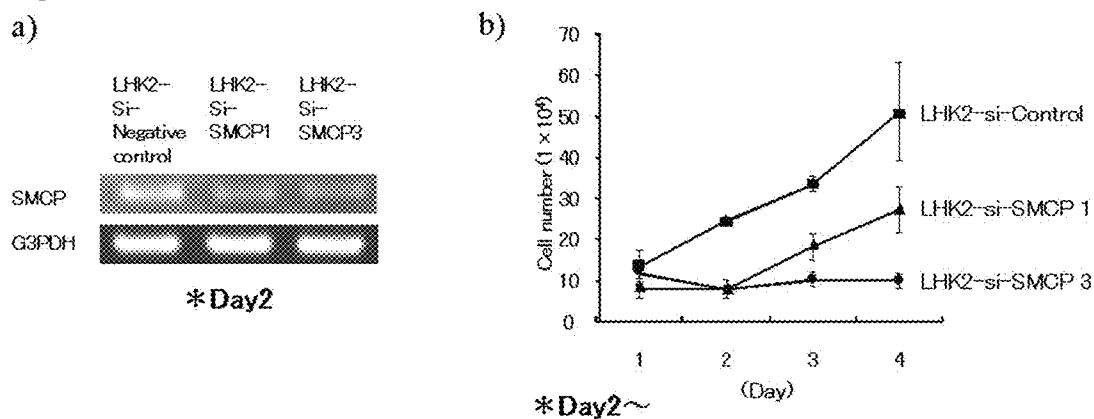 a)
LHK2-- LHK2-- LHK2--
Si-- Si-- Si--
Negative SMCP1 SMCP3
control
SMCP
G3PDH
*Day2
b)
Cell number (1 × 10⁴)
70
60
50
40
30
20
10
0
LHK2-si-Control
LHK2-si-SMCP 1
LHK2-si-SMCP 3
1 2 3 4
(Day)
*Day2～